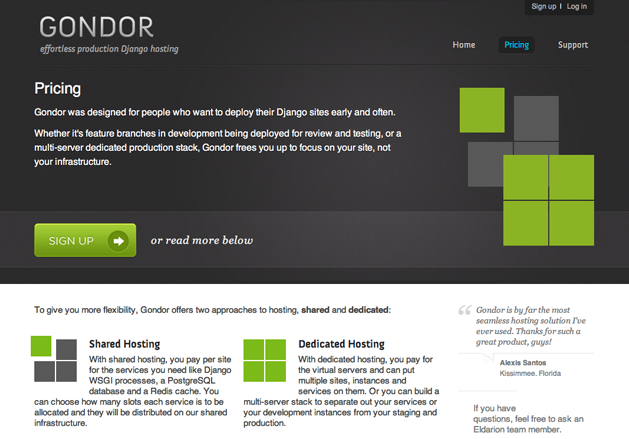 Sign up | Log in
GONDOR
effortless production Django hosting
Home Pricing Support
Pricing
Gondor was designed for people who want to deploy their Django sites early and often.
Whether it's feature branches in development being deployed for review and testing, or a
multi-server dedicated production stack, Gondor frees you up to focus on your site, not
your infrastructure.
SIGN UP
or read more below
To give you more flexibility, Gondor offers two approaches to hosting, shared and dedicated:
Shared Hosting
With shared hosting, you pay per site
for the services you need like Django
WSGI processes, a PostgreSQL
database and a Redis cache. You
can choose how many slots each service is to be
allocated and they will be distributed on our shared
infrastructure.
Dedicated Hosting
With dedicated hosting, you pay for
the virtual servers and can put
multiple sites, instances and
services on them. Or you can build a
multi-server stack to separate out your services or
your development instances from your staging and
production.
“ Gondor is by far the most
seamless hosting solution I've
ever used. Thanks for such a
great product, guys!
Alexis Santos
Kissimmee. Florida
If you have
questions, feel free to ask an
Eldarion team member.